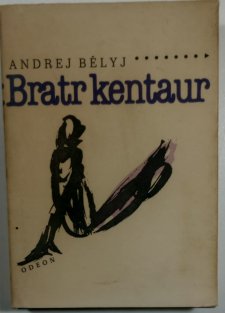 ANDREJ BĚLYJ
Bratr kentaur
ODEON